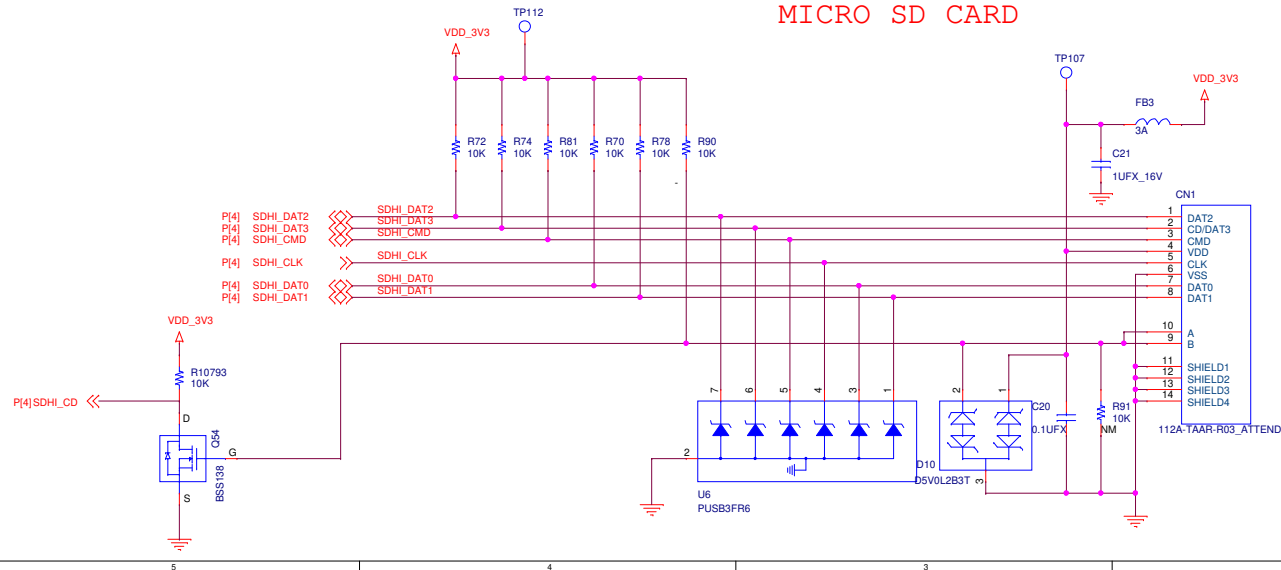 MICRO SD CARD
TP112
VDD_3V3
TP107
VDD_3V3
FB3
3A
R72
10K
R74
10K
R81
10K
R70
10K
R78
10K
R90
10K
C21
1UFX_16V
CN1
P[4] SDHI_DAT2 SDHI_DAT2 1 DAT2
P[4] SDHI_DAT3 SDHI_DAT3 2 CD/DAT3
P[4] SDHI_CMD SDHI_CMD 3 CMD
4 VDD
P[4] SDHI_CLK SDHI_CLK 5 CLK
6 VSS
P[4] SDHI_DAT0 SDHI_DAT0 7 DAT0
P[4] SDHI_DAT1 SDHI_DAT1 8 DAT1
10 A
9 B
11 SHIELD1
12 SHIELD2
13 SHIELD3
14 SHIELD4
112A-TAAR-R03_ATTEND
VDD_3V3
R10793
10K
P[4] SDHI_CD
D
G
S
Q54
BSS138
7 6 5 4 3 1
2
U6
PUSB3FR6
2 1
3
D10
D5V0L2B3T
C20
0.1UFX
R91
10K
NM
5 4 3